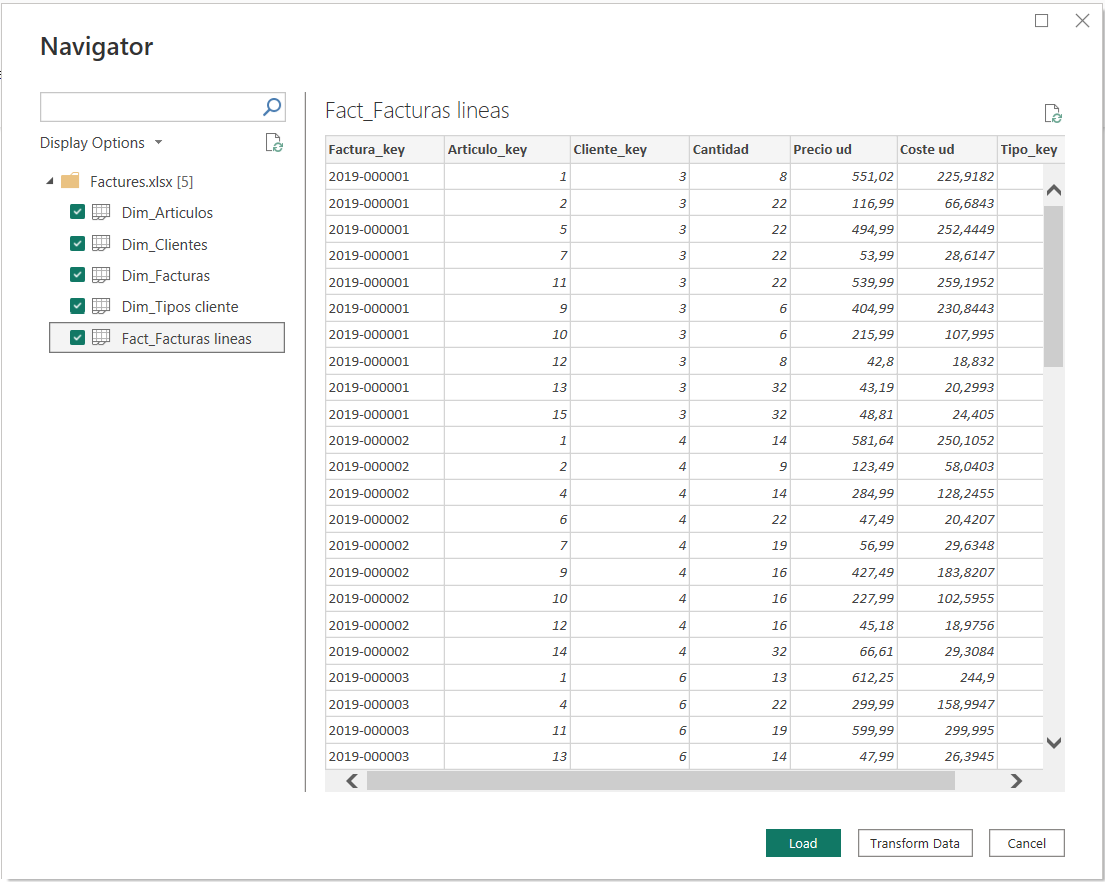 Navigator
Display Options
Factures.xlsx [5]
Dim_Articulos
Dim_Clientes
Dim_Facturas
Dim_Tipos cliente
Fact_Facturas lineas
Fact_Facturas lineas
Factura_key Articulo_key Cliente_key Cantidad Precio ud Coste ud Tipo_key
2019-000001 1 3 8 551,02 225,9182
2019-000001 2 3 22 116,99 66,6843
2019-000001 5 3 22 494,99 252,4449
2019-000001 7 3 22 53,99 28,6147
2019-000001 11 3 22 539,99 259,1952
2019-000001 9 3 6 404,99 230,8443
2019-000001 10 3 6 215,99 107,995
2019-000001 12 3 8 42,8 18,832
2019-000001 13 3 32 43,19 20,2993
2019-000001 15 3 32 48,81 24,405
2019-000002 1 4 14 581,64 250,1052
2019-000002 2 4 9 123,49 58,0403
2019-000002 4 4 14 284,99 128,2455
2019-000002 6 4 22 47,49 20,4207
2019-000002 7 4 19 56,99 29,6348
2019-000002 9 4 16 427,49 183,8207
2019-000002 10 4 16 227,99 102,5955
2019-000002 12 4 16 45,18 18,9756
2019-000002 14 4 32 66,61 29,3084
2019-000003 1 6 13 612,25 244,9
2019-000003 4 6 22 299,99 158,9947
2019-000003 11 6 19 599,99 299,995
2019-000003 13 6 14 47,99 26,3945
Load Transform Data Cancel